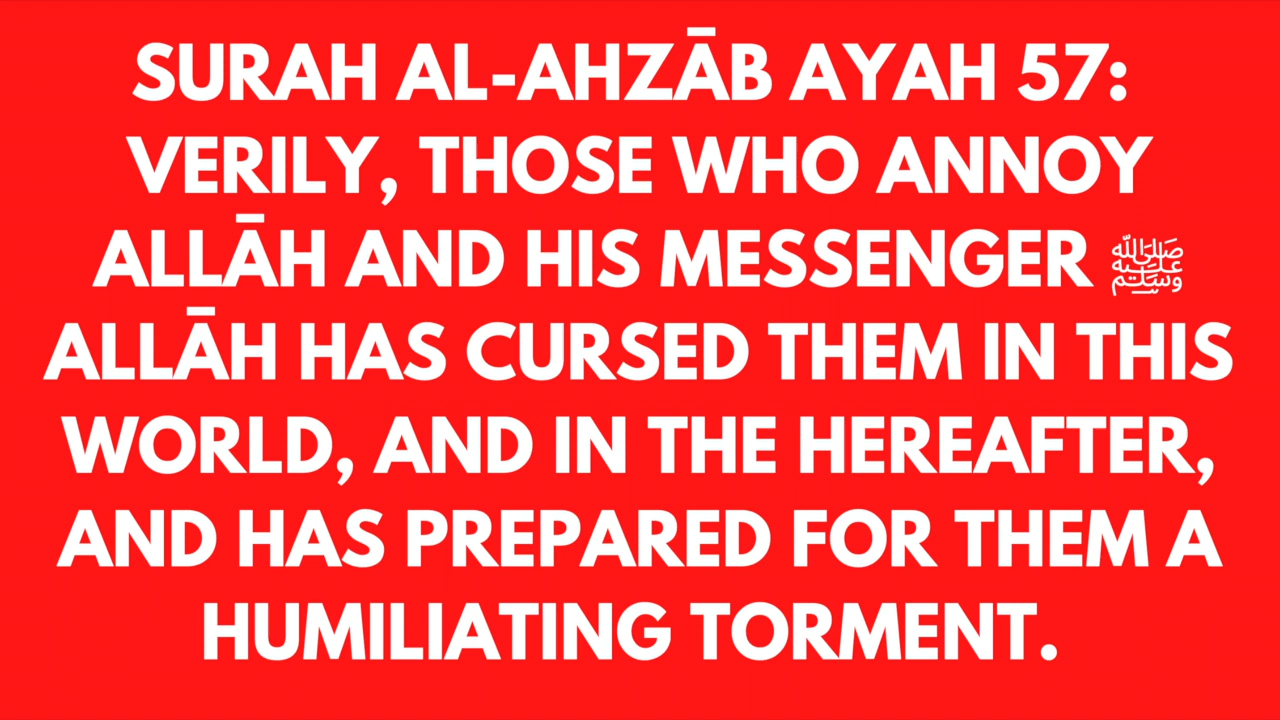 SURAH AL-AHZĀB AYAH 57:
VERILY, THOSE WHO ANNOY
ALLĀH AND HIS MESSENGER ﷺ
ALLĀH HAS CURSED THEM IN THIS
WORLD, AND IN THE HEREAFTER,
AND HAS PREPARED FOR THEM A
HUMILIATING TORMENT.